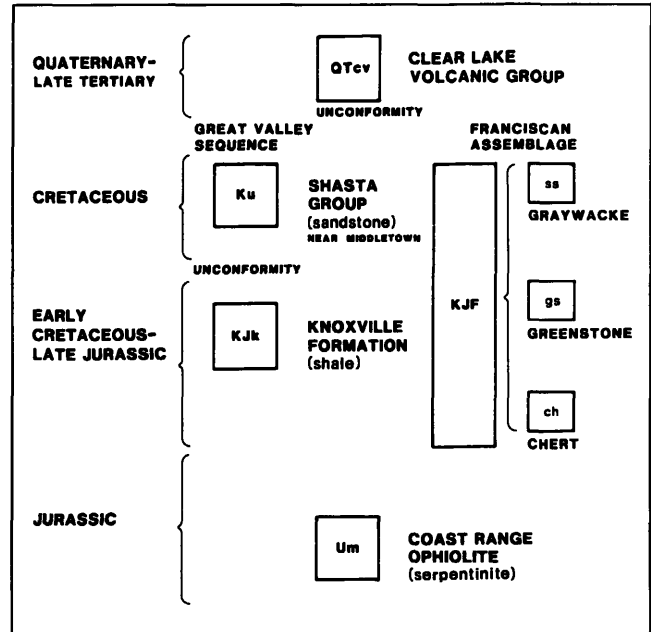 QUATERNARY-
LATE TERTIARY
QTcv
CLEAR LAKE
VOLCANIC GROUP
UNCONFORMITY
GREAT VALLEY
SEQUENCE
FRANCISCAN
ASSEMBLAGE
CRETACEOUS
Ku
SHASTA
GROUP
(sandstone)
NEAR MIDDLETOWN
ss
GRAYWACKE
UNCONFORMITY
EARLY
CRETACEOUS-
LATE JURASSIC
KJk
KNOXVILLE
FORMATION
(shale)
KJF
gs
GREENSTONE
ch
CHERT
JURASSIC
Um
COAST RANGE
OPHIOLITE
(serpentinite)